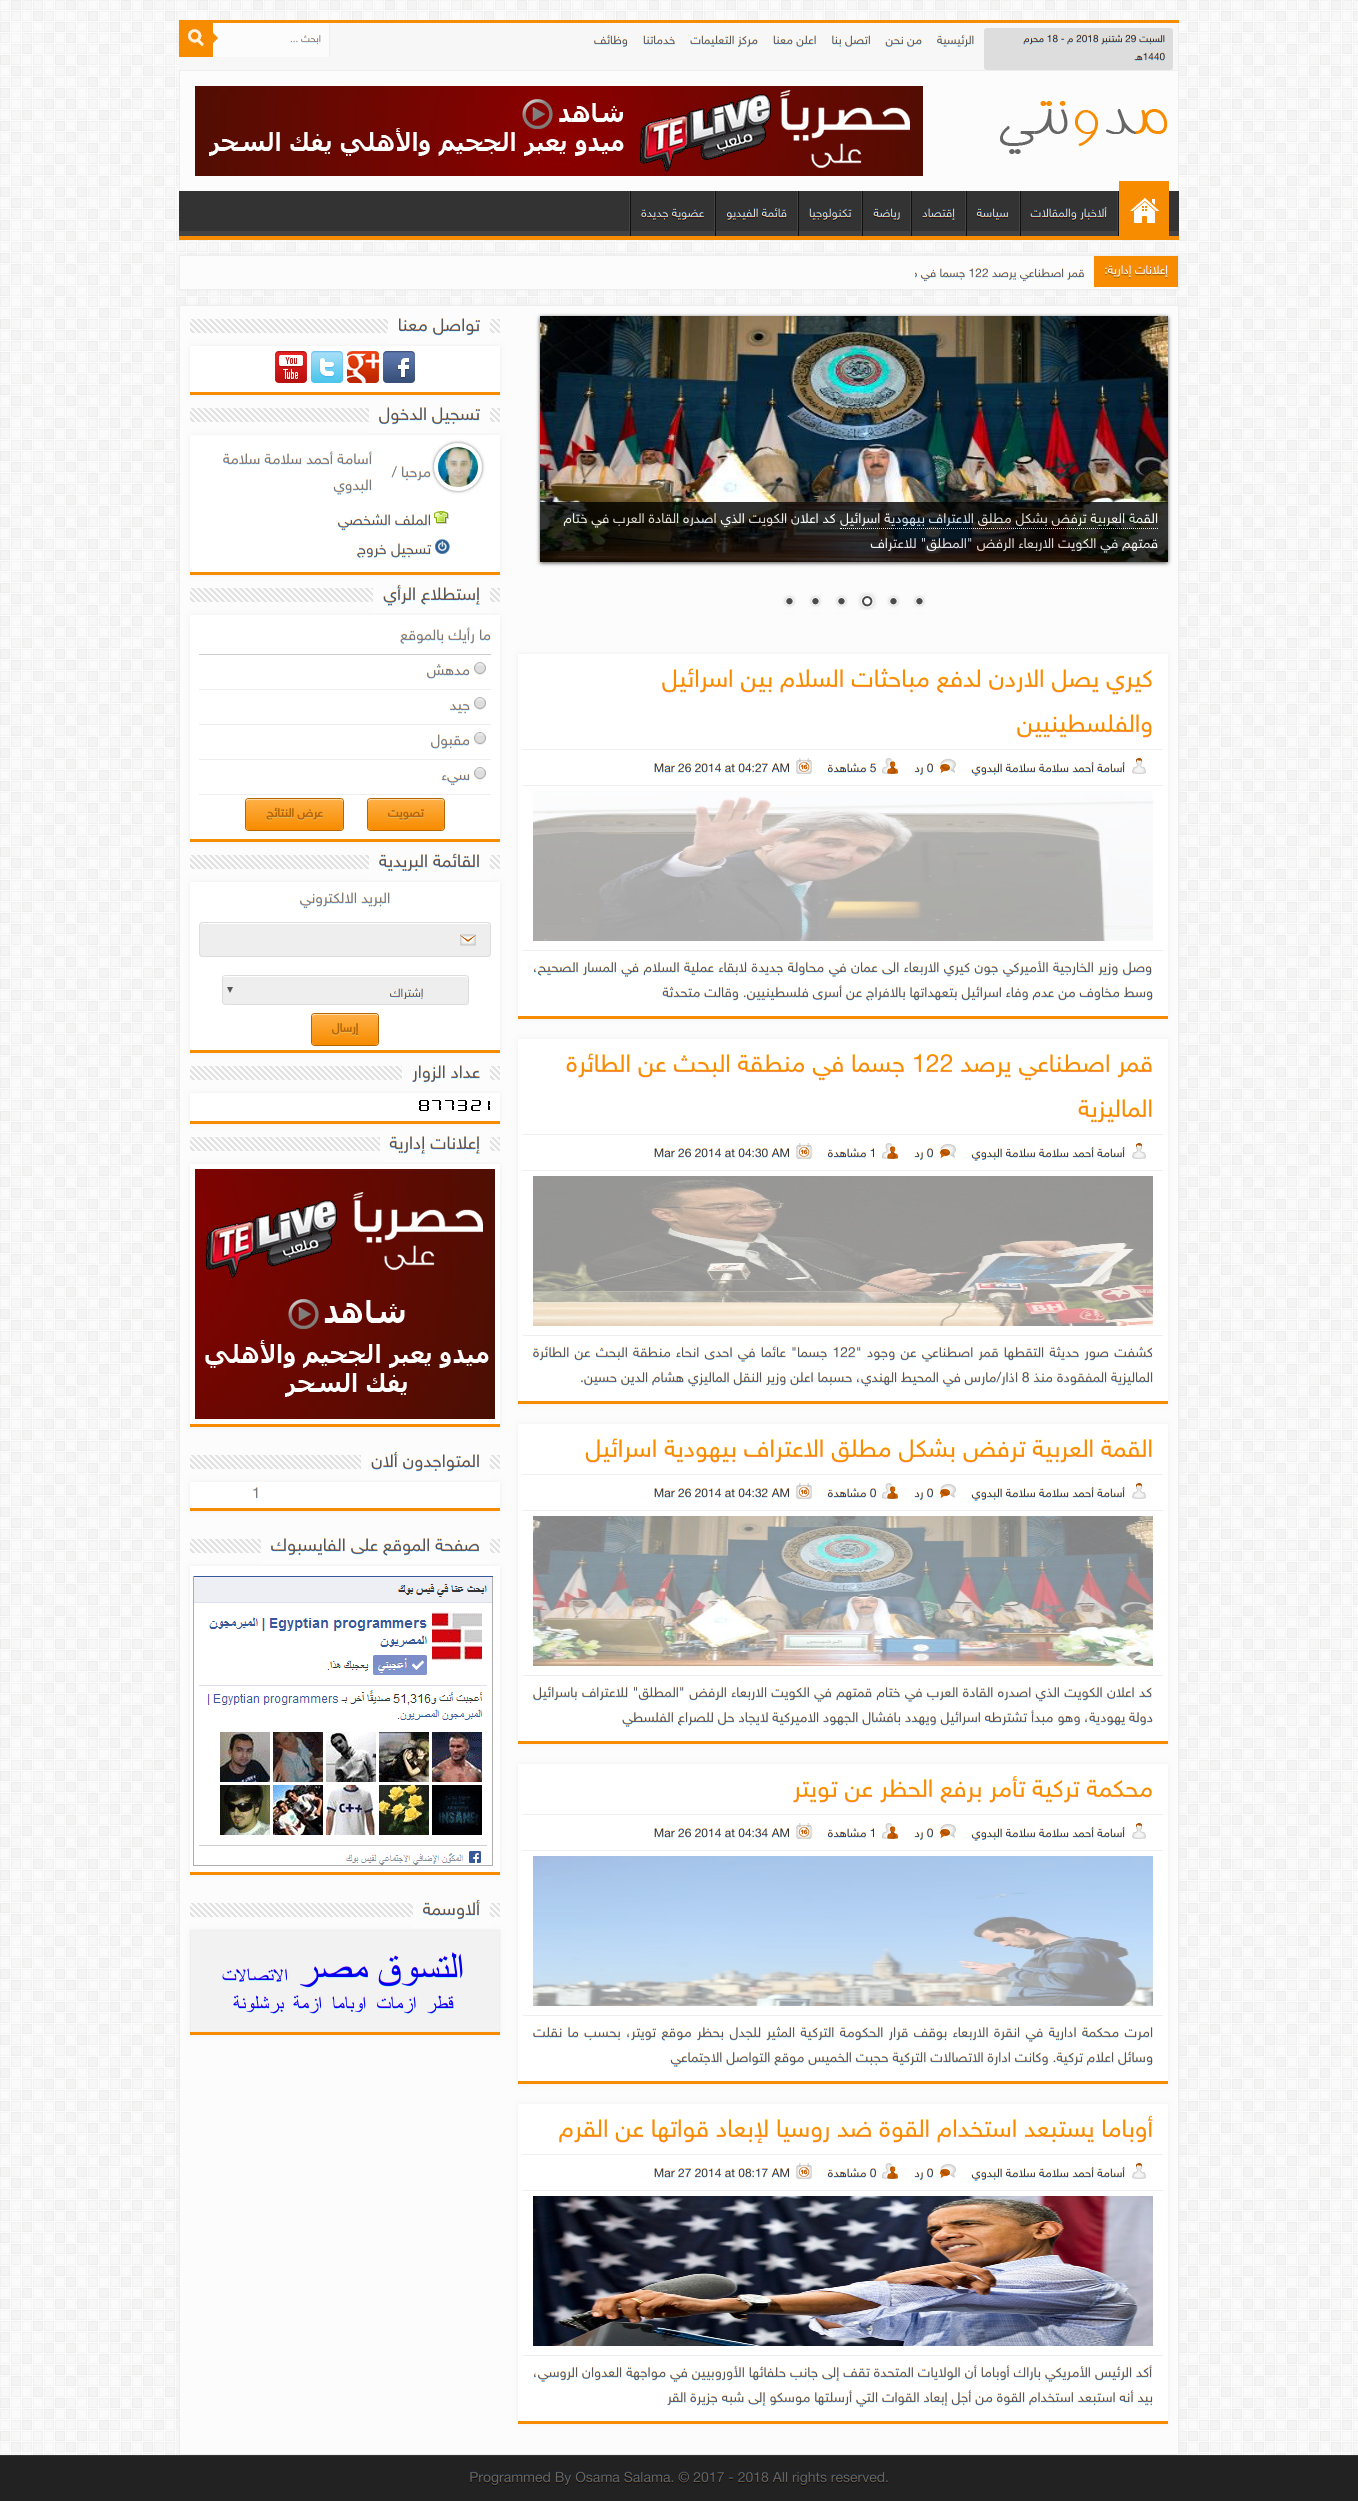 السبت 29 شتنبر 2018 م - 18 محرم
1440هـ
الرئيسية من نحن اتصل بنا اعلن معنا مركز التعليمات خدماتنا وظائف
ابحث ...
مدونتي
حصرياً على TE Live ملعب
شاهد
ميدو يعبر الجحيم والأهلي يفك السحر
ألاخبار والمقالات سياسة إقتصاد رياضة تكنولوجيا قائمة الفيديو عضوية جديدة
إعلانات إدارية:
قمر اصطناعي يرصد 122 جسما في م
القمة العربية ترفض بشكل مطلق الاعتراف بيهودية اسرائيل كد اعلان الكويت الذي اصدره القادة العرب في ختام
قمتهم في الكويت الاربعاء الرفض "المطلق" للاعتراف
كيري يصل الاردن لدفع مباحثات السلام بين اسرائيل
والفلسطينيين
أسامة أحمد سلامة سلامة البدوي 0 رد 5 مشاهدة Mar 26 2014 at 04:27 AM
وصل وزير الخارجية الأميركي جون كيري الاربعاء الى عمان في محاولة جديدة لابقاء عملية السلام في المسار الصحيح،
وسط مخاوف من عدم وفاء اسرائيل بتعهداتها بالافراج عن أسرى فلسطينيين. وقالت متحدثة
قمر اصطناعي يرصد 122 جسما في منطقة البحث عن الطائرة
الماليزية
أسامة أحمد سلامة سلامة البدوي 0 رد 1 مشاهدة Mar 26 2014 at 04:30 AM
كشفت صور حديثة التقطها قمر اصطناعي عن وجود "122 جسما" عائما في احدى انحاء منطقة البحث عن الطائرة
الماليزية المفقودة منذ 8 اذار/مارس في المحيط الهندي، حسبما اعلن وزير النقل الماليزي هشام الدين حسين.
القمة العربية ترفض بشكل مطلق الاعتراف بيهودية اسرائيل
أسامة أحمد سلامة سلامة البدوي 0 رد 0 مشاهدة Mar 26 2014 at 04:32 AM
كد اعلان الكويت الذي اصدره القادة العرب في ختام قمتهم في الكويت الاربعاء الرفض "المطلق" للاعتراف باسرائيل
دولة يهودية، وهو مبدأ تشترطه اسرائيل ويهدد بافشال الجهود الاميركية لايجاد حل للصراع الفلسطي
محكمة تركية تأمر برفع الحظر عن تويتر
أسامة أحمد سلامة سلامة البدوي 0 رد 1 مشاهدة Mar 26 2014 at 04:34 AM
امرت محكمة ادارية في انقرة الاربعاء بوقف قرار الحكومة التركية المثير للجدل بحظر موقع تويتر، بحسب ما نقلت
وسائل اعلام تركية. وكانت ادارة الاتصالات التركية حجبت الخميس موقع التواصل الاجتماعي
أوباما يستبعد استخدام القوة ضد روسيا لإبعاد قواتها عن القرم
أسامة أحمد سلامة سلامة البدوي 0 رد 0 مشاهدة Mar 27 2014 at 08:17 AM
أكد الرئيس الأمريكي باراك أوباما أن الولايات المتحدة تقف إلى جانب حلفائها الأوروبيين في مواجهة العدوان الروسي،
بيد أنه استبعد استخدام القوة من أجل إبعاد القوات التي أرسلتها موسكو إلى شبه جزيرة القر
تواصل معنا
You Tube
تسجيل الدخول
مرحبا / أسامة أحمد سلامة سلامة
البدوي
الملف الشخصي
تسجيل خروج
إستطلاع الرأي
ما رأيك بالموقع
مدهش
جيد
مقبول
سيء
تصويت عرض النتائج
القائمة البريدية
البريد الالكتروني
إشتراك
إرسال
عداد الزوار
877321
إعلانات إدارية
حصرياً على TE Live ملعب
شاهد
ميدو يعبر الجحيم والأهلي
يفك السحر
المتواجدون ألان
1
صفحة الموقع على الفايسبوك
ابحث عنا في فيس بوك
Egyptian programmers | المبرمجون
المصريون
أعجبني يعجبك هذا.
أعجبت أنت و51,316 صديقًا آخر بـ Egyptian programmers |
المبرمجون المصريون.
C++
INSANE
المكوّن الإضافي الاجتماعي لفيس بوك
ألاوسمة
التسوق مصر الاتصالات
قطر ازمات اوباما ازمة برشلونة
Programmed By Osama Salama. © 2017 - 2018 All rights reserved.